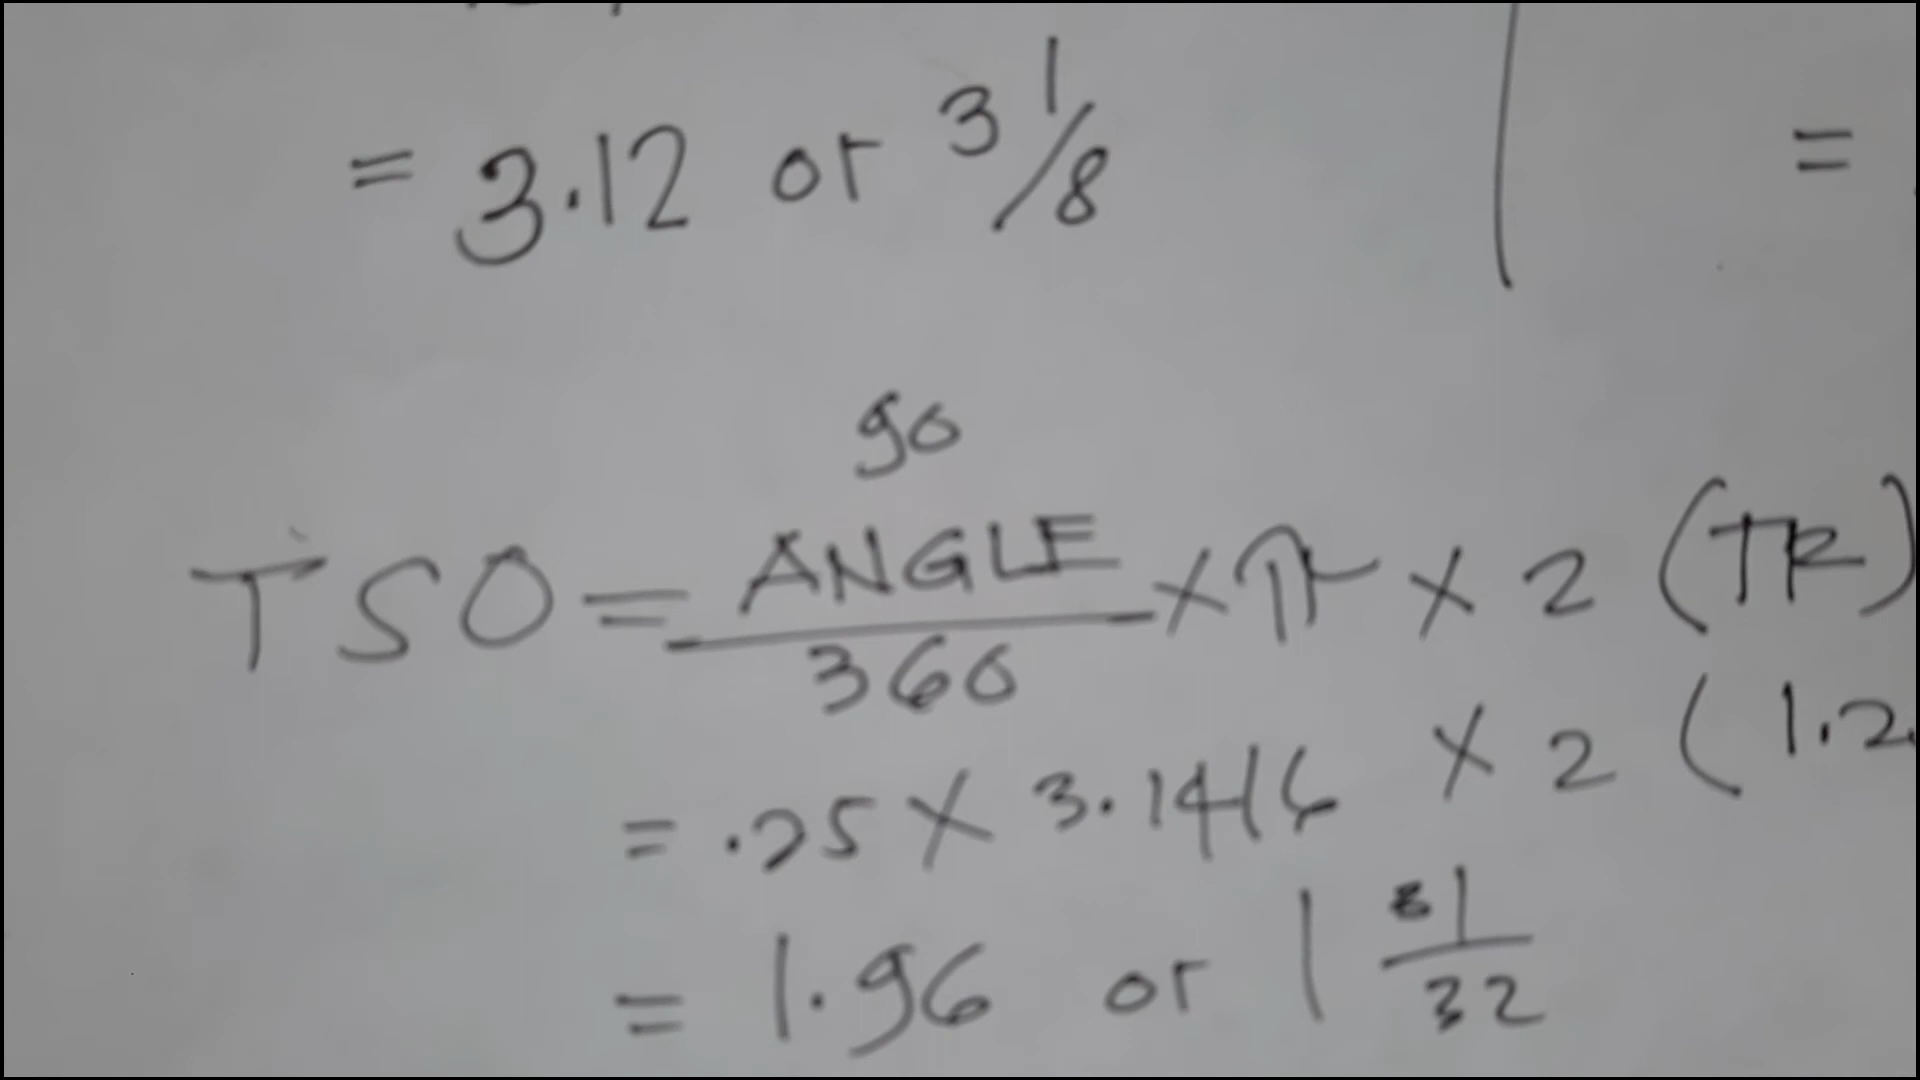 = 3.12 or 3 1/8
=
90
TSO = ANGLE/360 × π × 2 (TR)
= .25 × 3.1416 × 2 (1.2
= 1.96 or 1 31/32